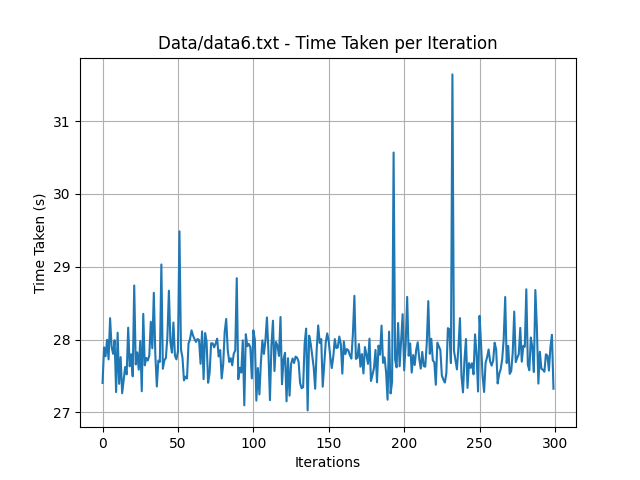 Data/data6.txt - Time Taken per Iteration
Time Taken (s)
31
30
29
28
27
0 50 100 150 200 250 300
Iterations